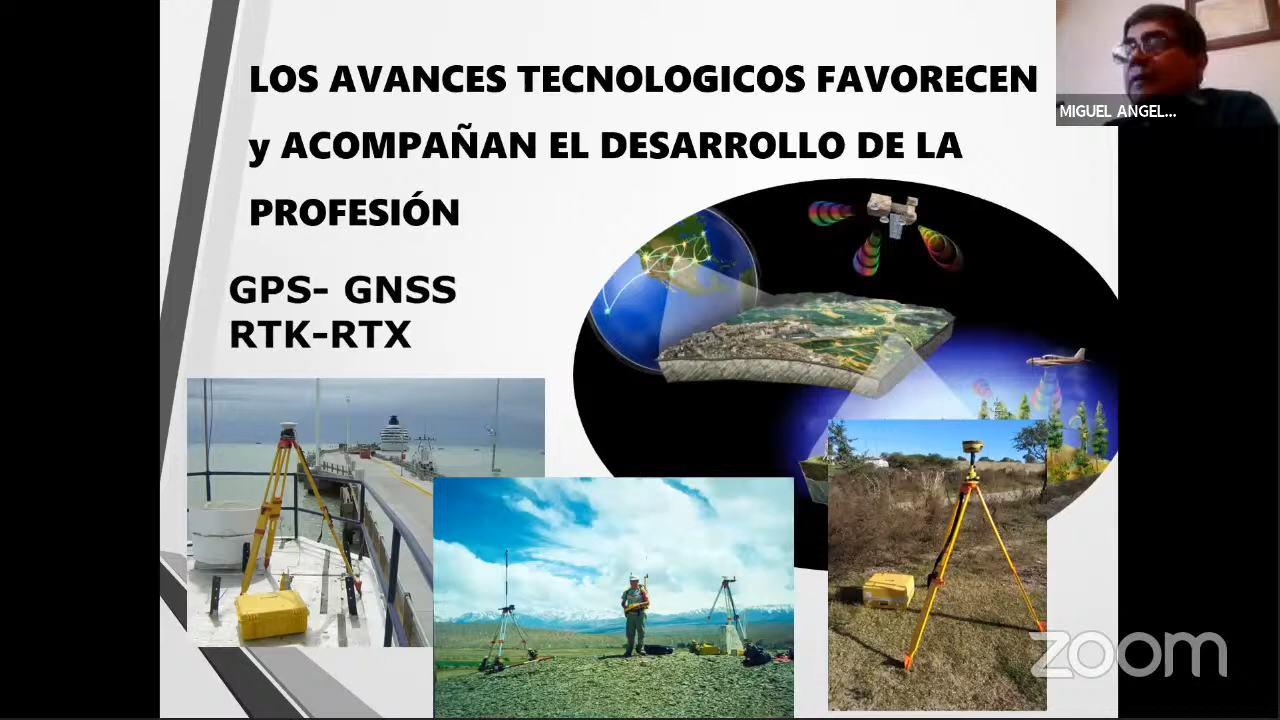 LOS AVANCES TECNOLOGICOS FAVORECEN
y ACOMPAÑAN EL DESARROLLO DE LA
PROFESIÓN
GPS- GNSS
RTK-RTX
MIGUEL ANGEL...
zoom